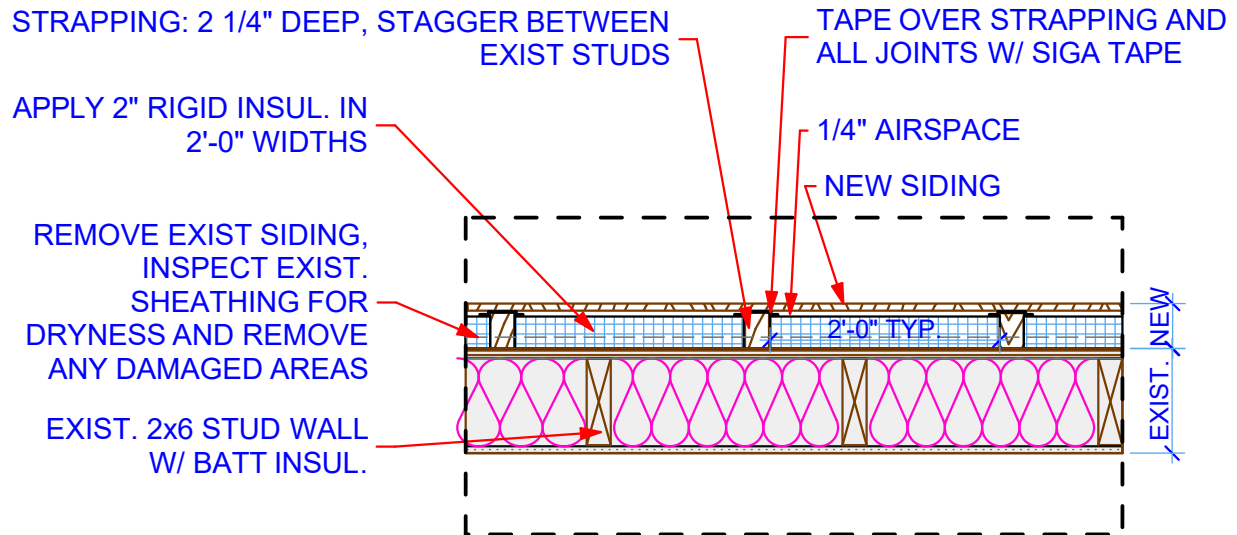 STRAPPING: 2 1/4" DEEP, STAGGER BETWEEN
EXIST STUDS
TAPE OVER STRAPPING AND
ALL JOINTS W/ SIGA TAPE
APPLY 2" RIGID INSUL. IN
2'-0" WIDTHS
1/4" AIRSPACE
NEW SIDING
REMOVE EXIST SIDING,
INSPECT EXIST.
SHEATHING FOR
DRYNESS AND REMOVE
ANY DAMAGED AREAS
2'-0" TYP.
NEW
EXIST.
EXIST. 2x6 STUD WALL
W/ BATT INSUL.